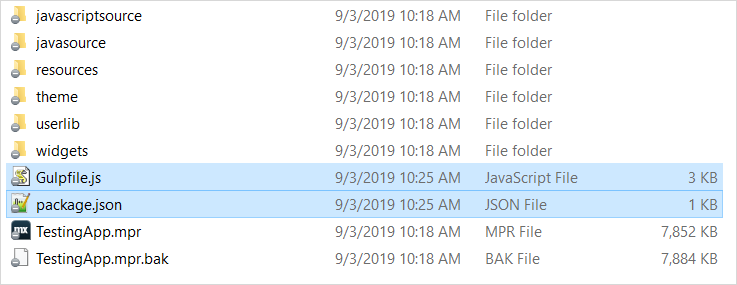 javascriptsource 9/3/2019 10:18 AM File folder
javasource 9/3/2019 10:18 AM File folder
resources 9/3/2019 10:18 AM File folder
theme 9/3/2019 10:18 AM File folder
userlib 9/3/2019 10:18 AM File folder
widgets 9/3/2019 10:18 AM File folder
Gulpfile.js 9/3/2019 10:25 AM JavaScript File 3 KB
package.json 9/3/2019 10:25 AM JSON File 1 KB
mx TestingApp.mpr 9/3/2019 10:18 AM MPR File 7,852 KB
TestingApp.mpr.bak 9/3/2019 10:18 AM BAK File 7,884 KB